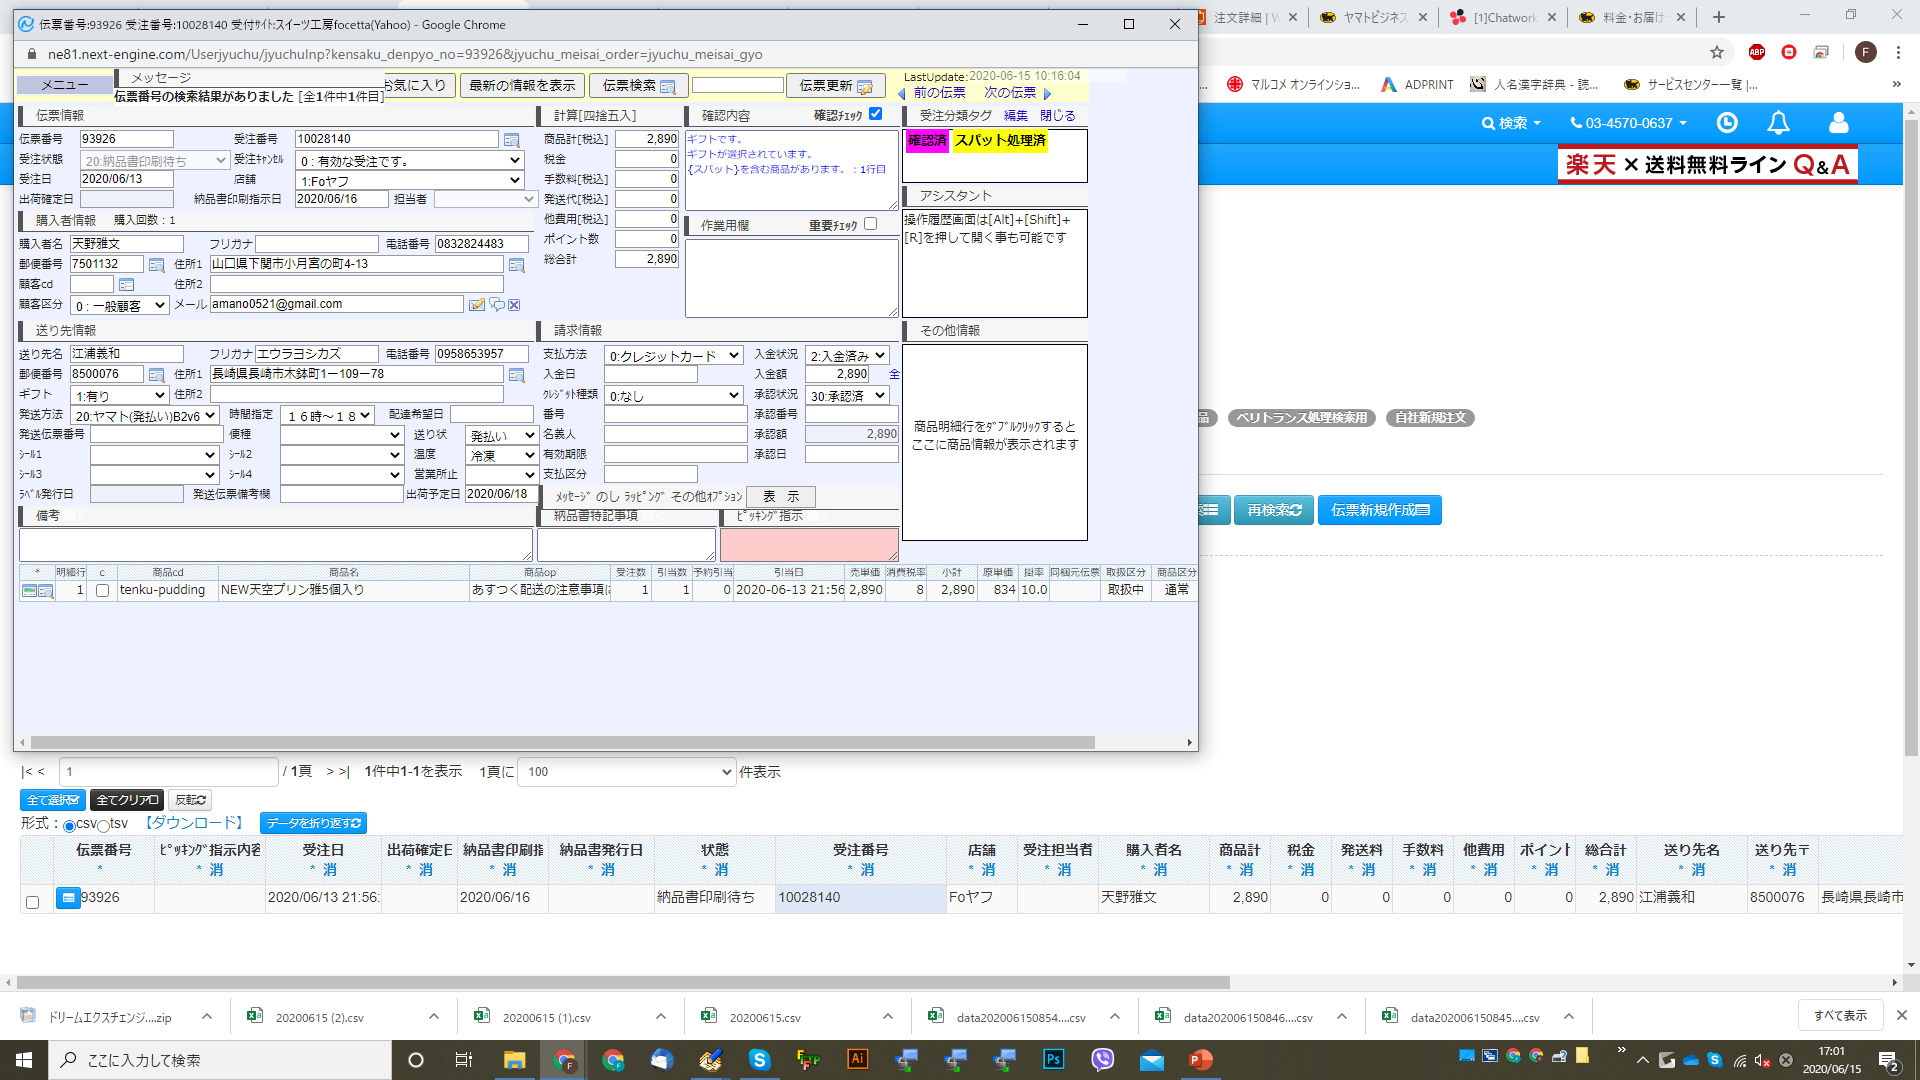 伝票番号:93926 受注番号:10028140 受付ｻｲﾄ:スイーツ工房focetta(Yahoo) - Google Chrome
ne81.next-engine.com/Userjyuchu/jyuchuInp?kensaku_denpyo_no=93926&jyuchu_meisai_order=jyuchu_meisai_gyo
注文詳細 | W
ヤマトビジネス
[1]Chatwork
料金・お届け
マルコメ オンラインショ...
ADPRINT
人名漢字辞典 - 読...
サービスセンター一覧 |...
メニュー
メッセージ
伝票番号の検索結果がありました [全1件中1件目]
お気に入り
最新の情報を表示
伝票検索
伝票更新
LastUpdate:2020-06-15 10:16:04
前の伝票 次の伝票
検索
03-4570-0637
楽天×送料無料ライン Q&A
伝票情報
伝票番号 93926 受注番号 10028140
受注状態 20:納品書印刷待ち 受注ｷｬﾝｾﾙ 0 : 有効な受注です。
受注日 2020/06/13 店舗 1:Foヤフ
出荷確定日 納品書印刷指示日 2020/06/16 担当者
購入者情報 購入回数 : 1
購入者名 天野雅文 フリガナ 電話番号 0832824483
郵便番号 7501132 住所1 山口県下関市小月宮の町4-13
顧客cd 住所2
顧客区分 0 : 一般顧客 メール amano0521@gmail.com
計算[四捨五入]
商品計[税込] 2,890
税金 0
手数料[税込] 0
発送代[税込] 0
他費用[税込] 0
ポイント数 0
総合計 2,890
確認内容 確認ﾁｪｯｸ
ギフトです。
ギフトが選択されています。
{スパット}を含む商品があります。 : 1行目
作業用欄 重要ﾁｪｯｸ
受注分類タグ 編集 閉じる
確認済 スパット処理済
アシスタント
操作履歴画面は[Alt]+[Shift]+
[R]を押して開く事も可能です
送り先情報
送り先名 江浦義和 フリガナ エウラヨシカズ 電話番号 0958653957
郵便番号 8500076 住所1 長崎県長崎市木鉢町1ー109ー78
ギフト 1:有り 住所2
発送方法 20:ヤマト(発払い)B2v6 時間指定 １６時～１８ 配達希望日
発送伝票番号 便種 送り状 発払い
ｼｰﾙ1 ｼｰﾙ2 温度 冷凍
ｼｰﾙ3 ｼｰﾙ4 営業所止
ﾗﾍﾞﾙ発行日 発送伝票備考欄 出荷予定日 2020/06/18
請求情報
支払方法 0:クレジットカード 入金状況 2:入金済み
入金日 入金額 2,890 全
ｸﾚｼﾞｯﾄ種類 0:なし 承認状況 30:承認済
番号 承認番号
名義人 承認額 2,890
有効期限 承認日
支払区分
ﾒｯｾｰｼﾞ のし ﾗｯﾋﾟﾝｸﾞ その他ｵﾌﾟｼｮﾝ 表 示
その他情報
商品明細行をﾀﾞﾌﾞﾙｸﾘｯｸすると
ここに商品情報が表示されます
備考 納品書特記事項 ﾋﾟｯｷﾝｸﾞ指示
* 明細行 c 商品cd 商品名 商品op 受注数 引当数 予約引当 引当日 売単価 消費税率 小計 原単価 掛率 同梱元伝票 取扱区分 商品区分
1 tenku-pudding NEW天空プリン雅5個入り あすつく配送の注意事項に 1 1 0 2020-06-13 21:56 2,890 8 2,890 834 10.0 取扱中 通常
品 ベリトランス処理検索用 自社新規注文
再検索 伝票新規作成
|< < 1 / 1頁 > >| 1件中1-1を表示 1頁に 100 件表示
全て選択 全てクリア 反転
形式 : csv tsv 【ダウンロード】 データを折り返す
伝票番号 ﾋﾟｯｷﾝｸﾞ指示内容 受注日 出荷確定日 納品書印刷指 納品書発行日 状態 受注番号 店舗 受注担当者 購入者名 商品計 税金 発送料 手数料 他費用 ポイント 総合計 送り先名 送り先〒
* * 消 * 消 * 消 * 消 * 消 * 消 * 消 * 消 * 消 * 消 * 消 * 消 * 消 * 消 * 消 * 消 * 消 * 消 * 消
93926 2020/06/13 21:56: 2020/06/16 納品書印刷待ち 10028140 Foヤフ 天野雅文 2,890 0 0 0 0 0 2,890 江浦義和 8500076 長崎県長崎市
ドリームエクスチェンジ....zip
20200615 (2).csv
20200615 (1).csv
20200615.csv
data202006150854....csv
data202006150846....csv
data202006150845....csv
すべて表示
ここに入力して検索
17:01
2020/06/15
2